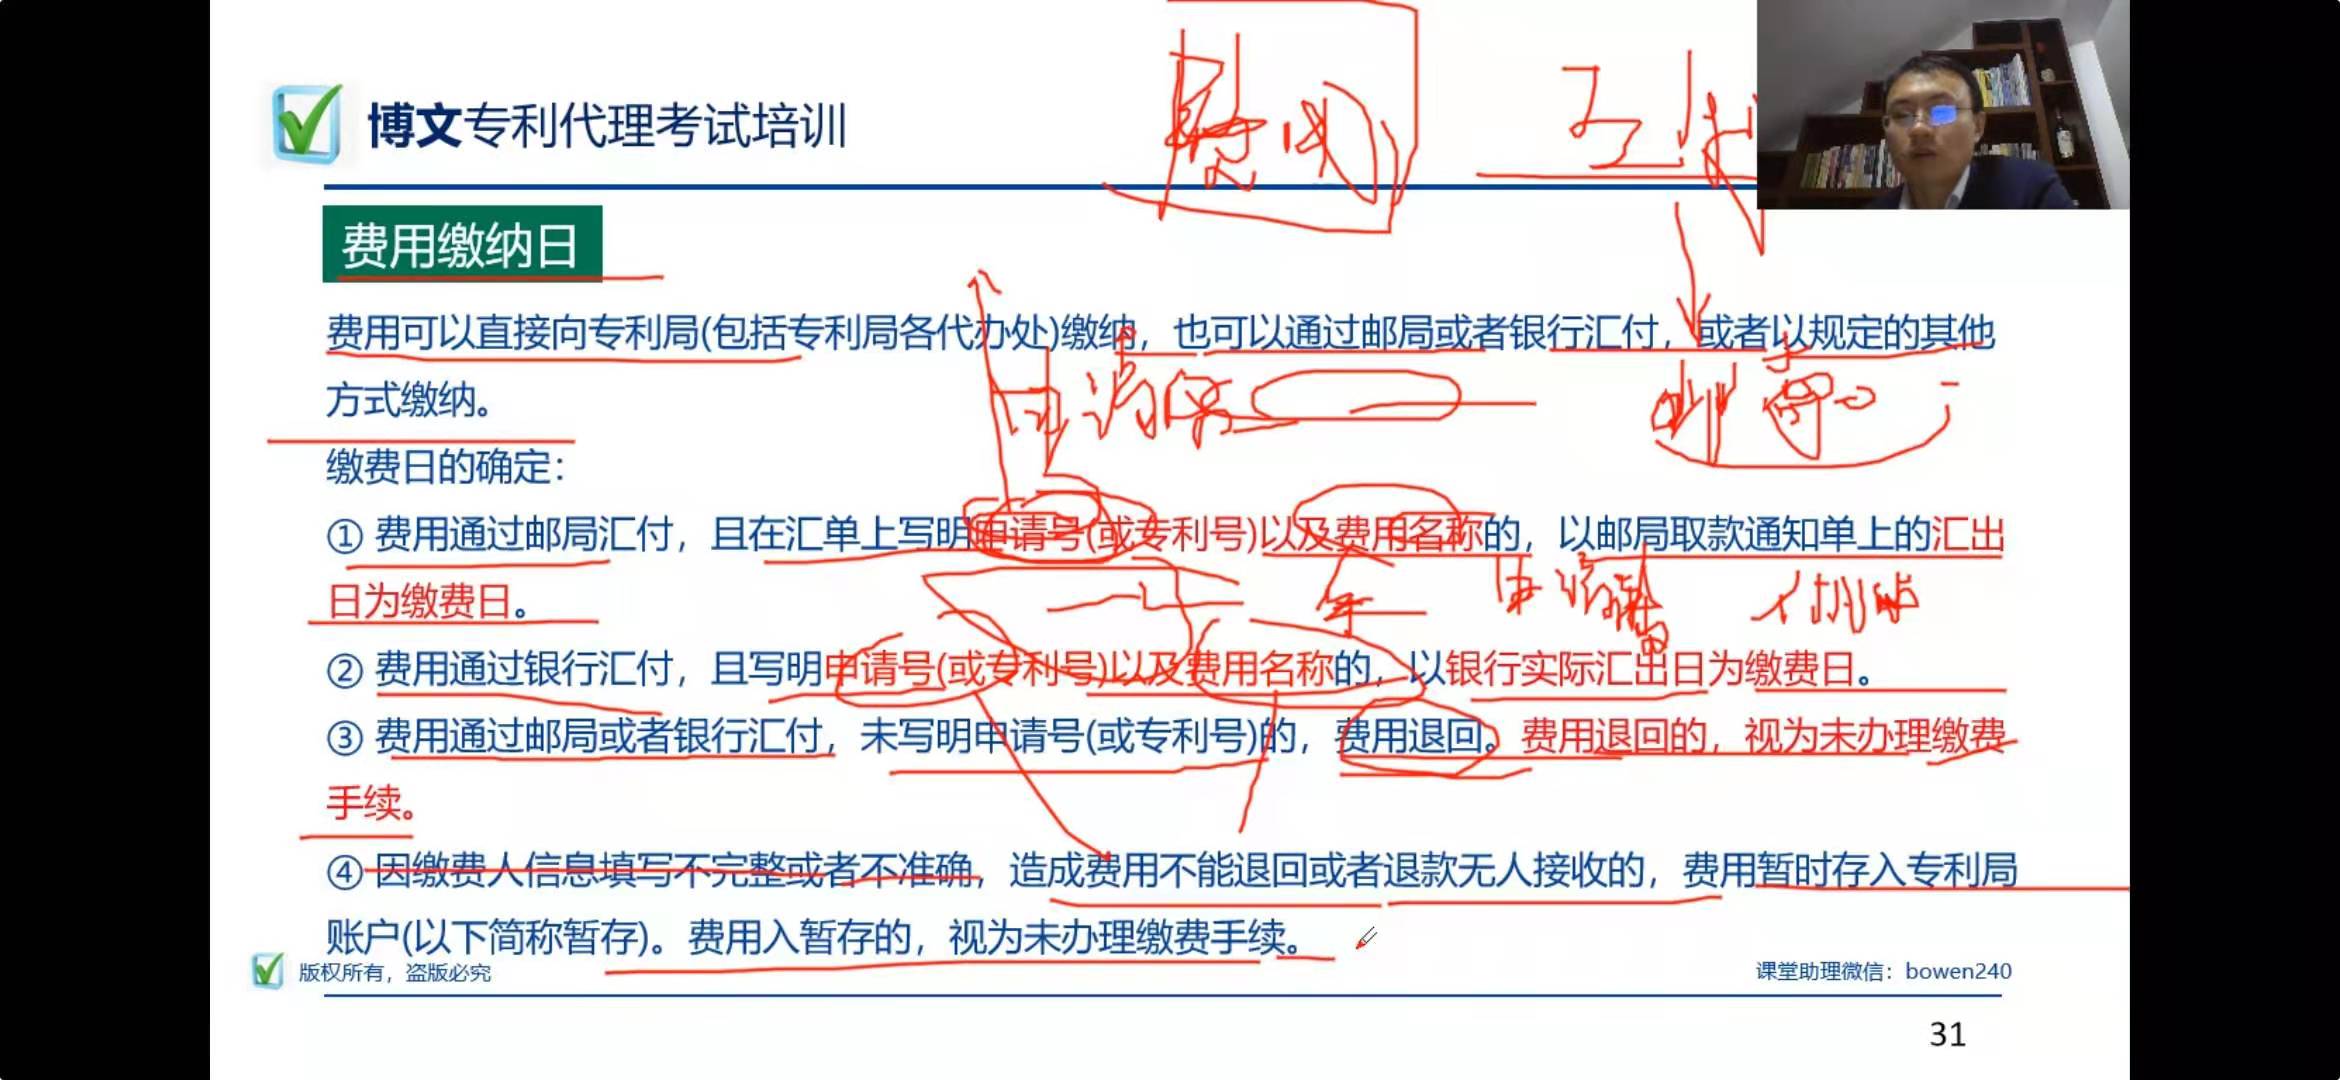 博文专利代理考试培训
费用缴纳日
费用可以直接向专利局(包括专利局各代办处)缴纳，也可以通过邮局或者银行汇付，或者以规定的其他
方式缴纳。
申请号
缴费日的确定：
① 费用通过邮局汇付，且在汇单上写明申请号(或专利号)以及费用名称的，以邮局取款通知单上的汇出
日为缴费日。
② 费用通过银行汇付，且写明申请号(或专利号)以及费用名称的，以银行实际汇出日为缴费日。
③ 费用通过邮局或者银行汇付，未写明申请号(或专利号)的，费用退回。费用退回的，视为未办理缴费
手续。
④ 因缴费人信息填写不完整或者不准确，造成费用不能退回或者退款无人接收的，费用暂时存入专利局
账户(以下简称暂存)。费用入暂存的，视为未办理缴费手续。
版权所有，盗版必究
课堂助理微信：bowen240
31